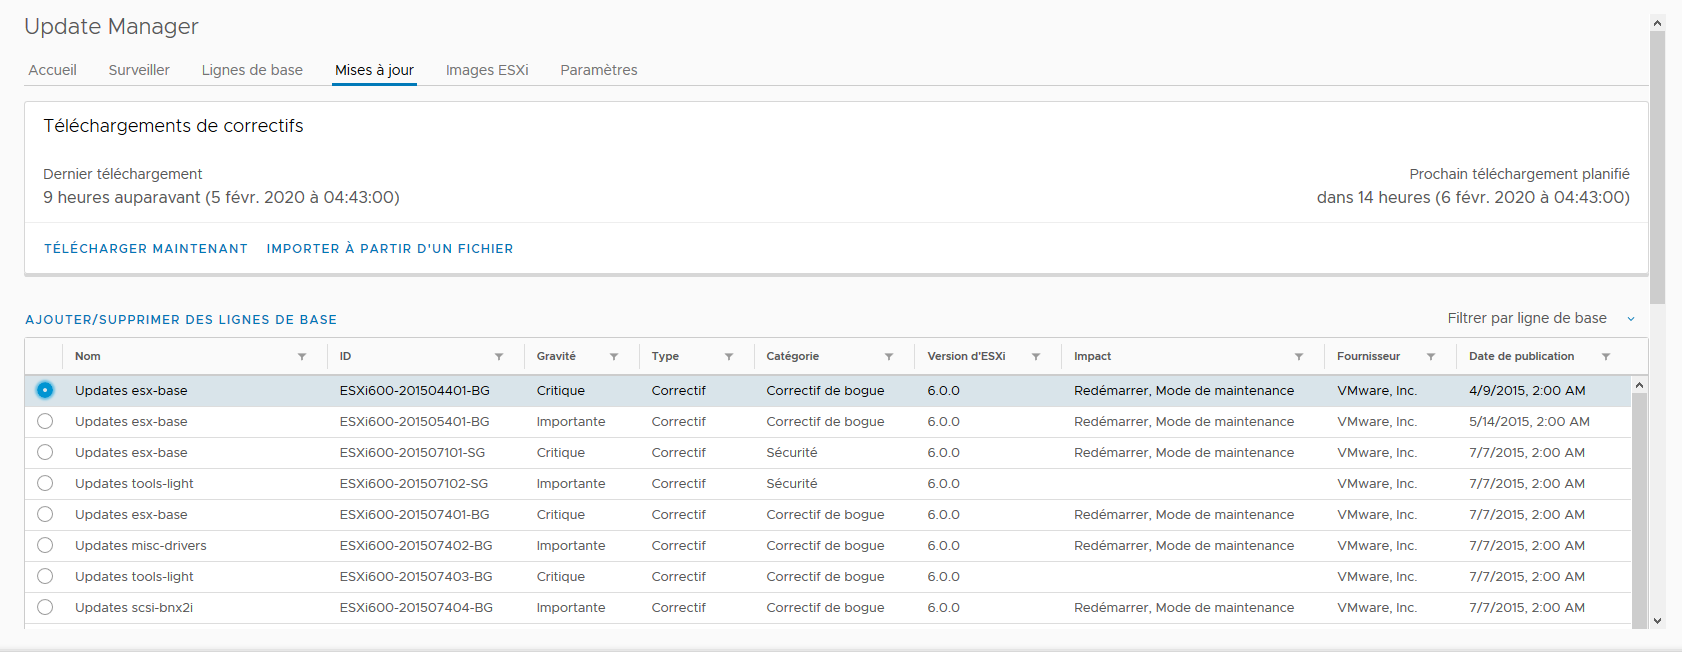 Update Manager
Accueil Surveiller Lignes de base Mises à jour Images ESXi Paramètres
Téléchargements de correctifs
Dernier téléchargement Prochain téléchargement planifié
9 heures auparavant (5 févr. 2020 à 04:43:00) dans 14 heures (6 févr. 2020 à 04:43:00)
TÉLÉCHARGER MAINTENANT IMPORTER À PARTIR D'UN FICHIER
AJOUTER/SUPPRIMER DES LIGNES DE BASE Filtrer par ligne de base
Nom ID Gravité Type Catégorie Version d'ESXi Impact Fournisseur Date de publication
Updates esx-base ESXi600-201504401-BG Critique Correctif Correctif de bogue 6.0.0 Redémarrer, Mode de maintenance VMware, Inc. 4/9/2015, 2:00 AM
Updates esx-base ESXi600-201505401-BG Importante Correctif Correctif de bogue 6.0.0 Redémarrer, Mode de maintenance VMware, Inc. 5/14/2015, 2:00 AM
Updates esx-base ESXi600-201507101-SG Critique Correctif Sécurité 6.0.0 Redémarrer, Mode de maintenance VMware, Inc. 7/7/2015, 2:00 AM
Updates tools-light ESXi600-201507102-SG Importante Correctif Sécurité 6.0.0 VMware, Inc. 7/7/2015, 2:00 AM
Updates esx-base ESXi600-201507401-BG Critique Correctif Correctif de bogue 6.0.0 Redémarrer, Mode de maintenance VMware, Inc. 7/7/2015, 2:00 AM
Updates misc-drivers ESXi600-201507402-BG Importante Correctif Correctif de bogue 6.0.0 Redémarrer, Mode de maintenance VMware, Inc. 7/7/2015, 2:00 AM
Updates tools-light ESXi600-201507403-BG Critique Correctif Correctif de bogue 6.0.0 VMware, Inc. 7/7/2015, 2:00 AM
Updates scsi-bnx2i ESXi600-201507404-BG Importante Correctif Correctif de bogue 6.0.0 Redémarrer, Mode de maintenance VMware, Inc. 7/7/2015, 2:00 AM